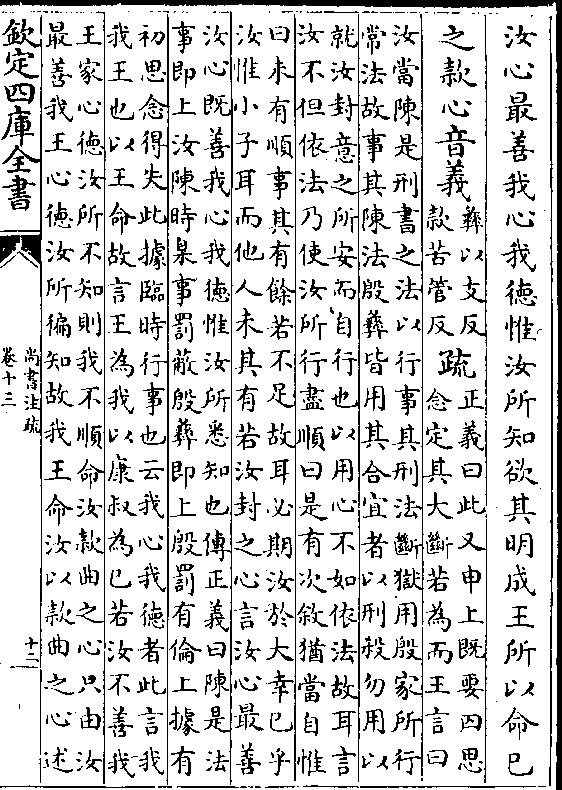 汝心最善我心我德惟汝所知欲其明成王所以命已
之款心音義
彞以支反
款苦管反
疏
正義曰此又申上既要囚思
念定其大斷若為而王言曰
汝當陳是刑書之法以行事其刑法斷獄用殷家所行
常法故事其陳法殷彞皆用其合宜者以刑殺勿用以
就汝封意之所安而自行也以用心不如依法故耳言
汝不但依法乃使汝所行盡順曰是有次敘猶當自惟
曰未有順事其有餘若不足故耳必期汝於大幸已乎
汝惟小子耳而他人未其有若汝封之心言汝心最善
汝心既善我心我德惟汝所悉知也傳正義曰陳是法
事即上汝陳時臬事罰蔽殷彞即上殷罰有倫上據有
初思念得失此據臨時行事也云我心我德者此言我
我王也以王命故言王為我以康叔為已若汝不善我
王家心德汝所不知則我不順命汝款曲之心只由汝
最善我王心德汝所徧知故我王命汝以款曲之心述
欽定四庫全書
尚書注疏
卷十三
十二